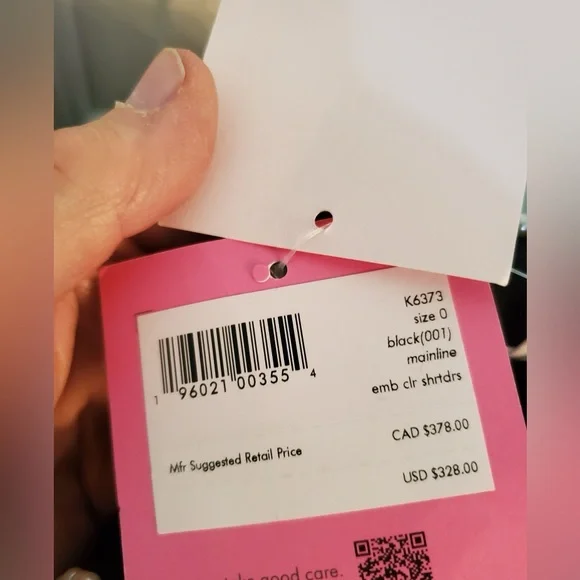 K6373
size 0
black(001)
mainline
emb clr shrtdrs
1 96021 00355 4
Mfr Suggested Retail Price
CAD $378.00
USD $328.00
good care.